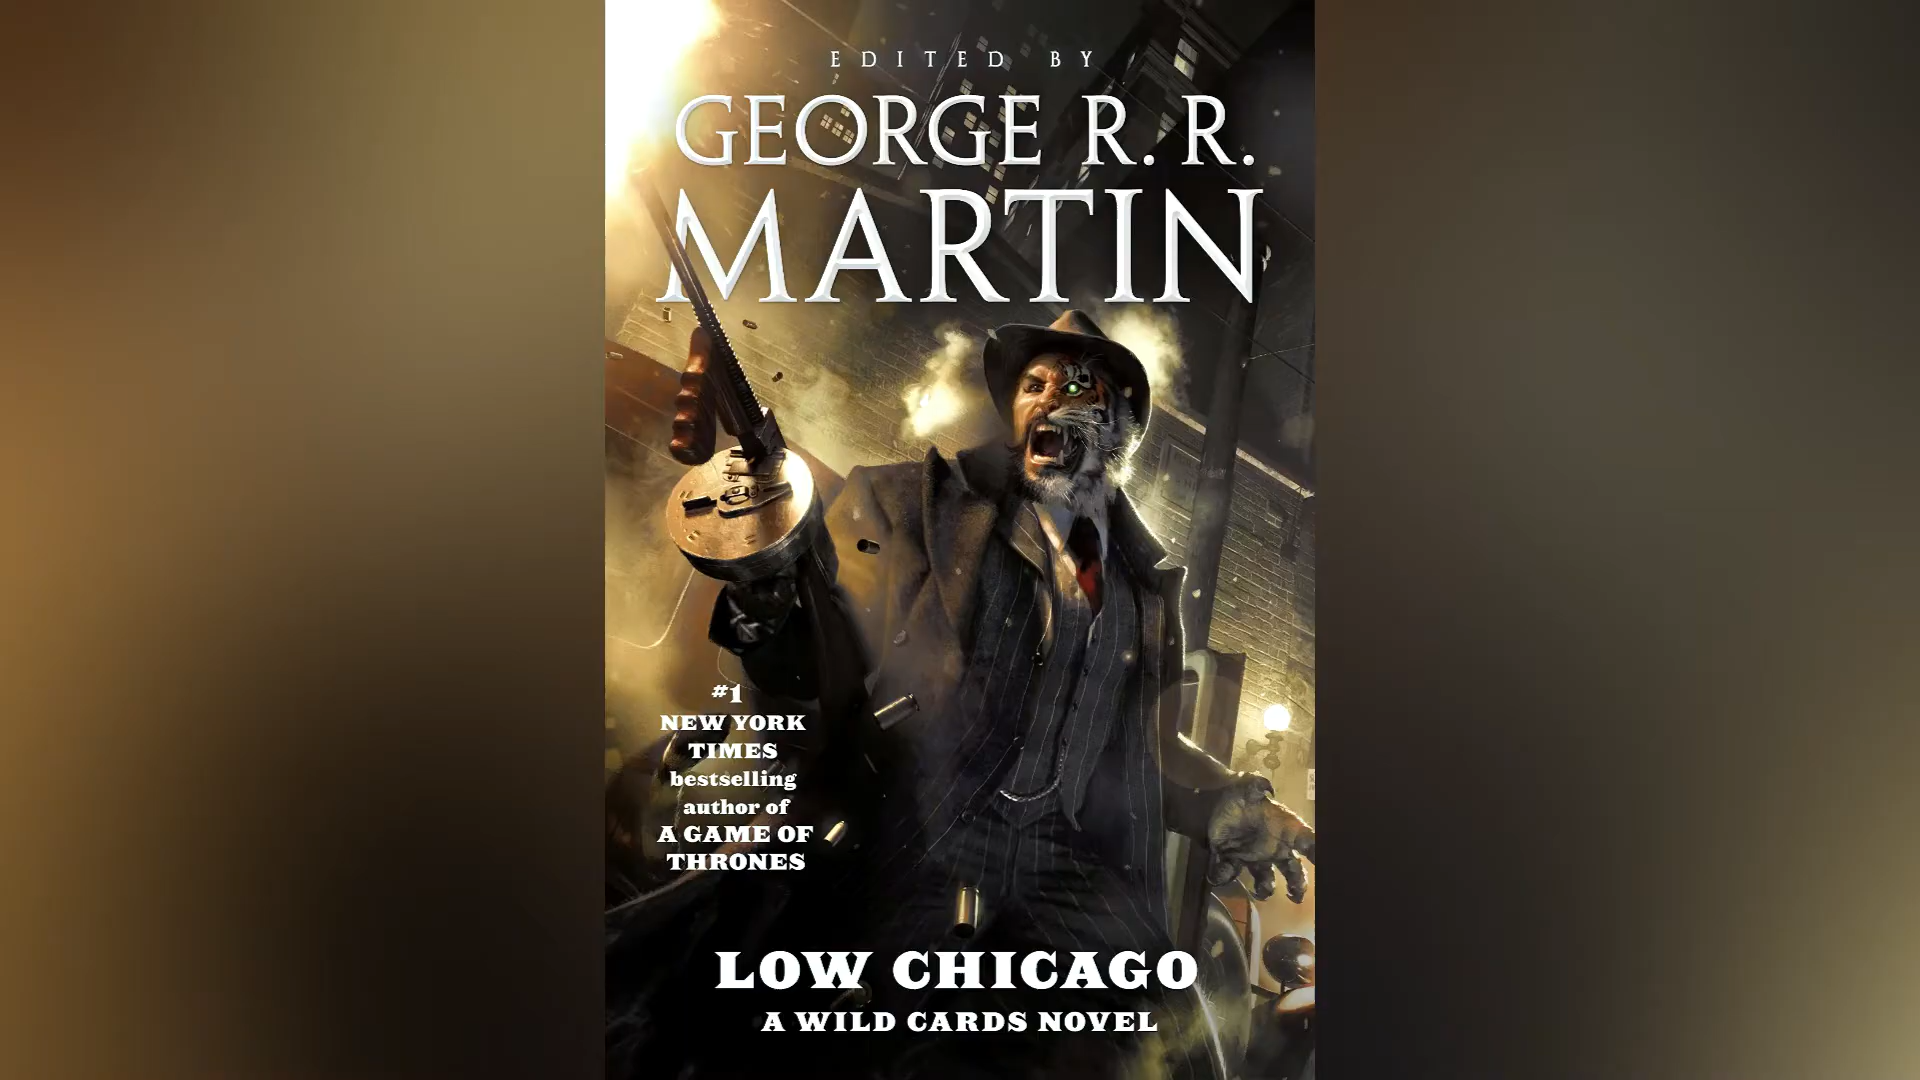 EDITED BY
GEORGE R. R.
MARTIN
#1
NEW YORK
TIMES
bestselling
author of
A GAME OF
THRONES
LOW CHICAGO
A WILD CARDS NOVEL